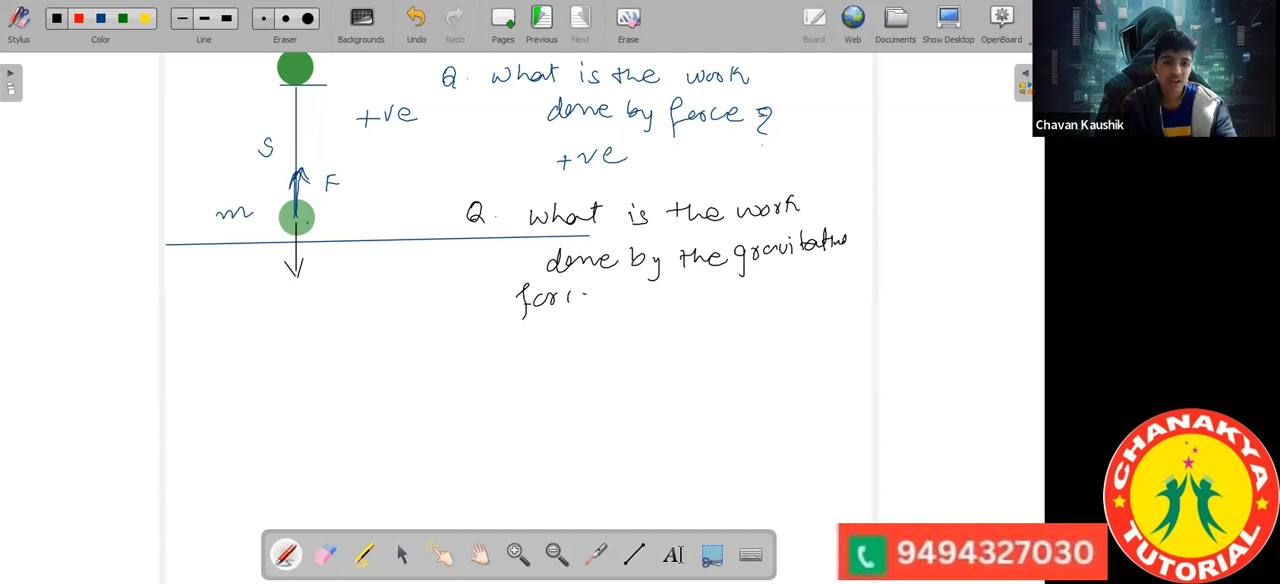 Stylus
Color
Line
Eraser
Backgrounds
Undo
Redo
Pages
Previous
Next
Erase
Board
Web
Documents
Show Desktop
OpenBoard
Chavan Kaushik
Q. What is the work
done by force ?
+ve
+ve
S
F
m
Q. What is the work
done by the gravitational
forc
CHANAKYA
TUTORIAL
9494327030